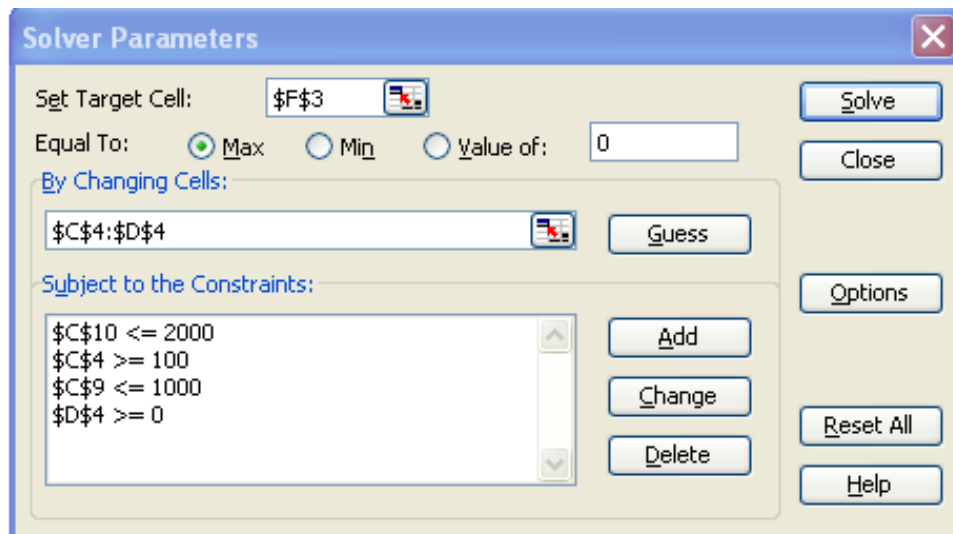 Solver Parameters
Set Target Cell: $F$3 Solve
Equal To: Max Min Value of: 0 Close
By Changing Cells:
$C$4:$D$4 Guess
Subject to the Constraints: Options
$C$10 <= 2000 Add
$C$4 >= 100
$C$9 <= 1000 Change
$D$4 >= 0 Reset All
Delete
Help